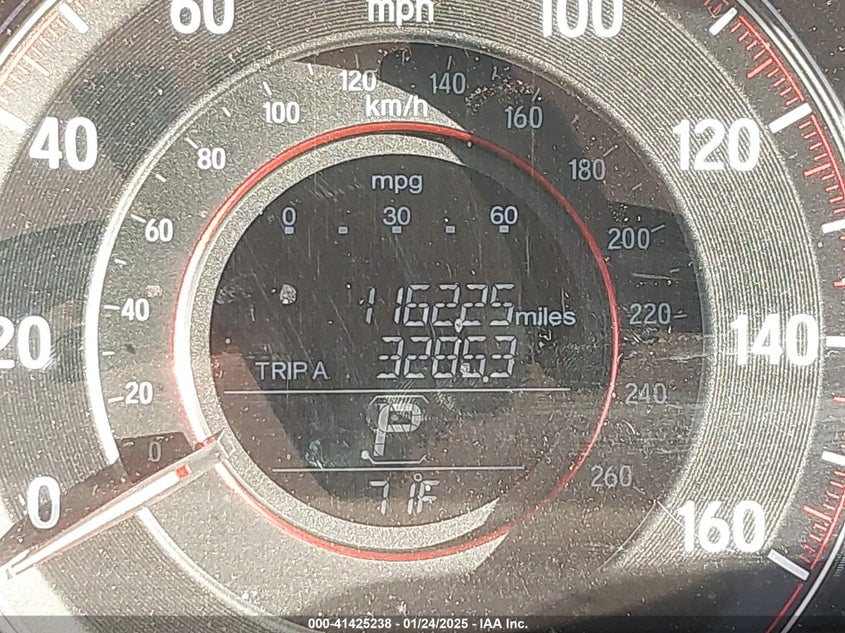 60 mph 100
120 140
100 km/h 160
40 80 120
mpg 180
0 30 60
60 200
116225 miles
40 220
20 140
TRIP A 3285.3
20 240
P
0 260
0 71°F 160
000-41425238 - 01/24/2025 - IAA Inc.